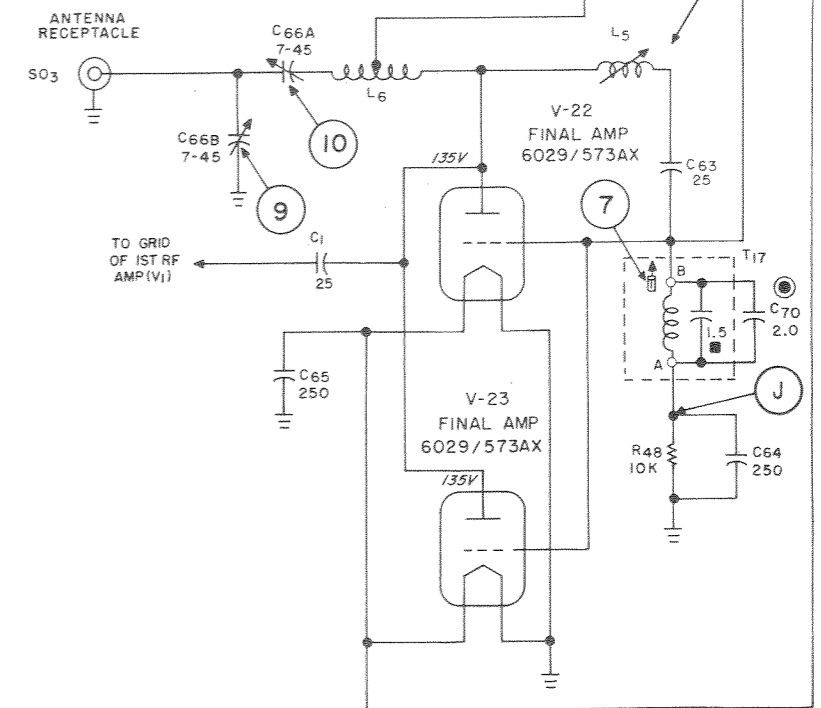 ANTENNA
RECEPTACLE
SO3
C66A
7-45
L6
L5
10
C66B
7-45
9
V-22
FINAL AMP
6029/573AX
135V
C63
25
7
TO GRID
OF 1ST RF
AMP (V1)
C1
25
T17
B
C70
2.0
1.5
A
C65
250
V-23
FINAL AMP
6029/573AX
J
R48
10K
C64
250
135V